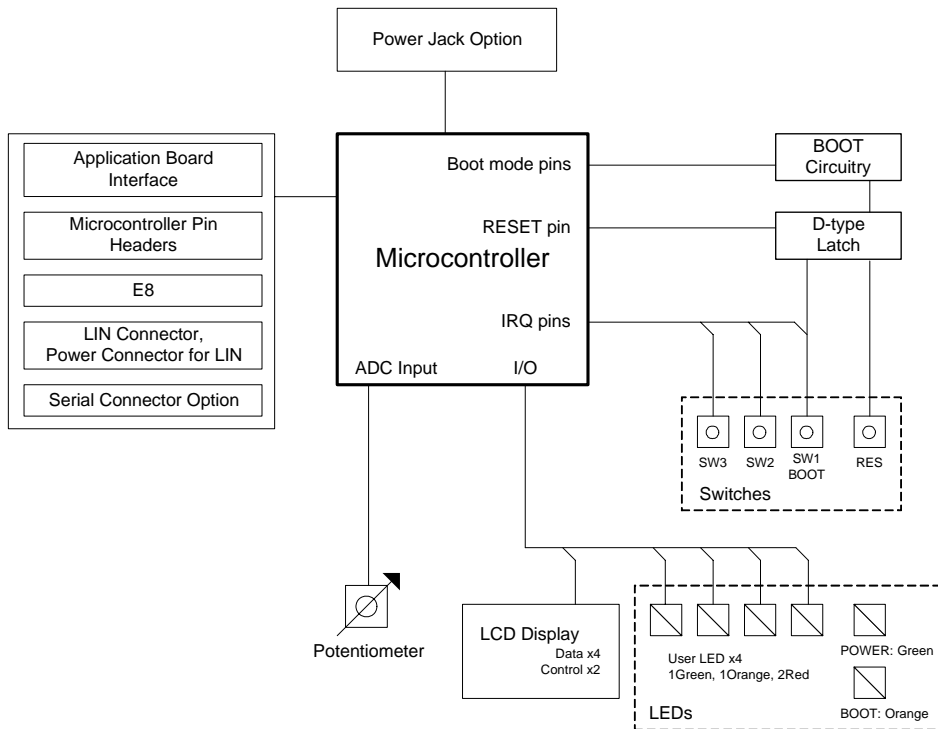 Power Jack Option
Application Board
Interface
Microcontroller Pin
Headers
E8
LIN Connector,
Power Connector for LIN
Serial Connector Option
Boot mode pins
RESET pin
Microcontroller
IRQ pins
ADC Input
I/O
BOOT
Circuitry
D-type
Latch
SW3
SW2
SW1
BOOT
RES
Switches
Potentiometer
LCD Display
Data x4
Control x2
User LED x4
1Green, 1Orange, 2Red
POWER: Green
BOOT: Orange
LEDs